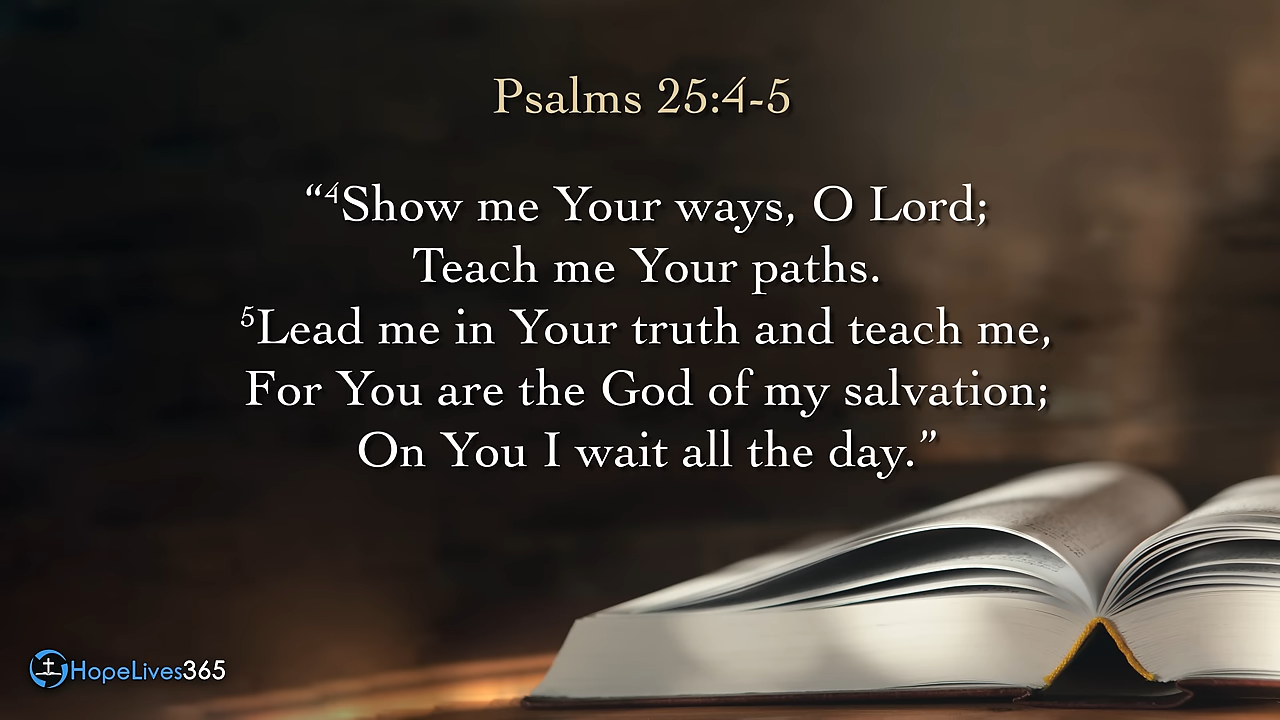 Psalms 25:4-5
“⁴Show me Your ways, O Lord;
Teach me Your paths.
⁵Lead me in Your truth and teach me,
For You are the God of my salvation;
On You I wait all the day.”
HopeLives365